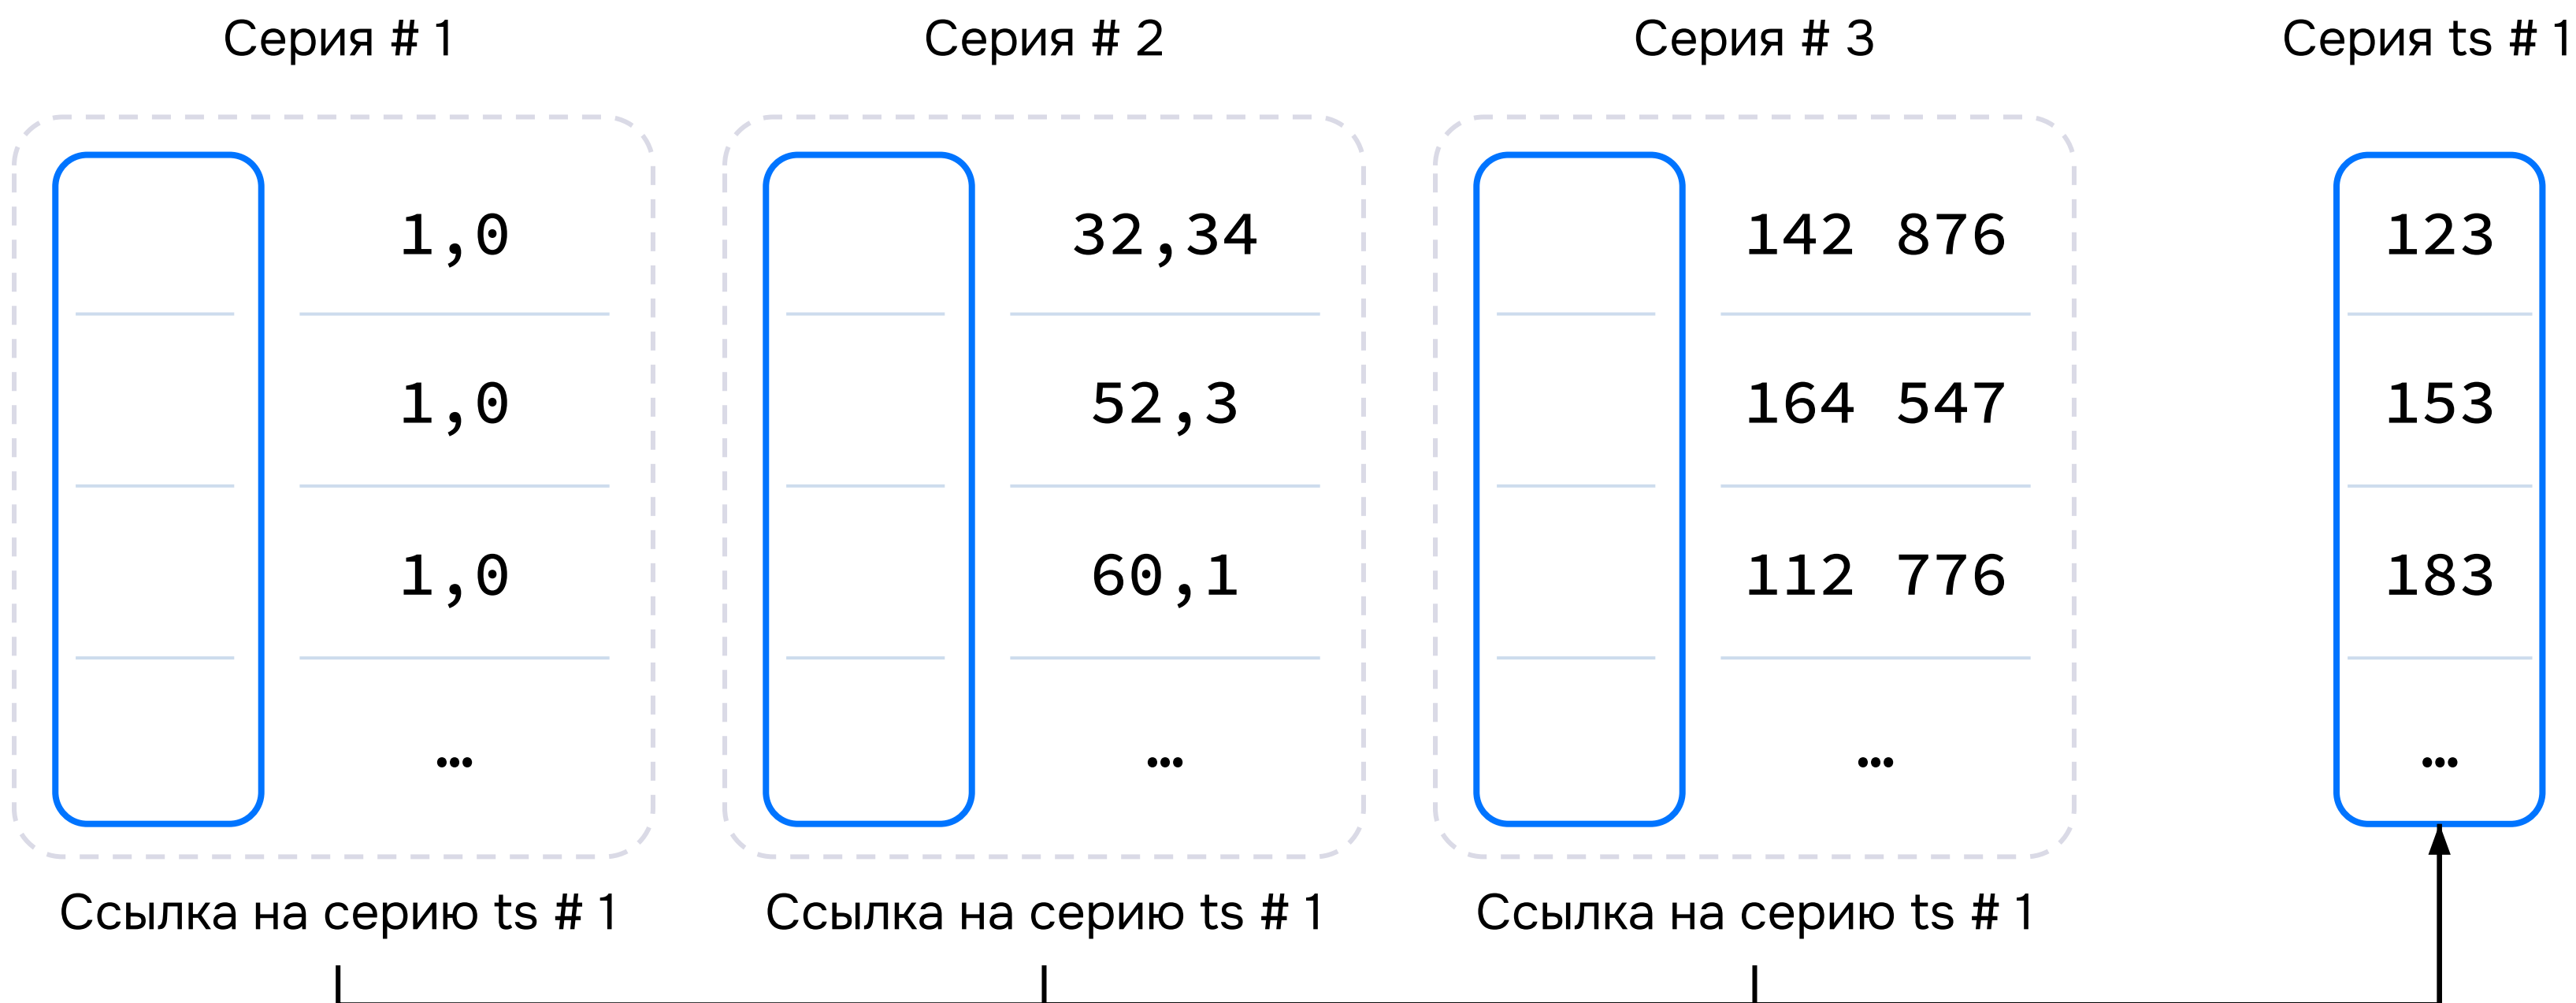 Серия # 1 Серия # 2 Серия # 3 Серия ts # 1
1,0 32,34 142 876 123
1,0 52,3 164 547 153
1,0 60,1 112 776 183
... ... ... ...
Ссылка на серию ts # 1 Ссылка на серию ts # 1 Ссылка на серию ts # 1